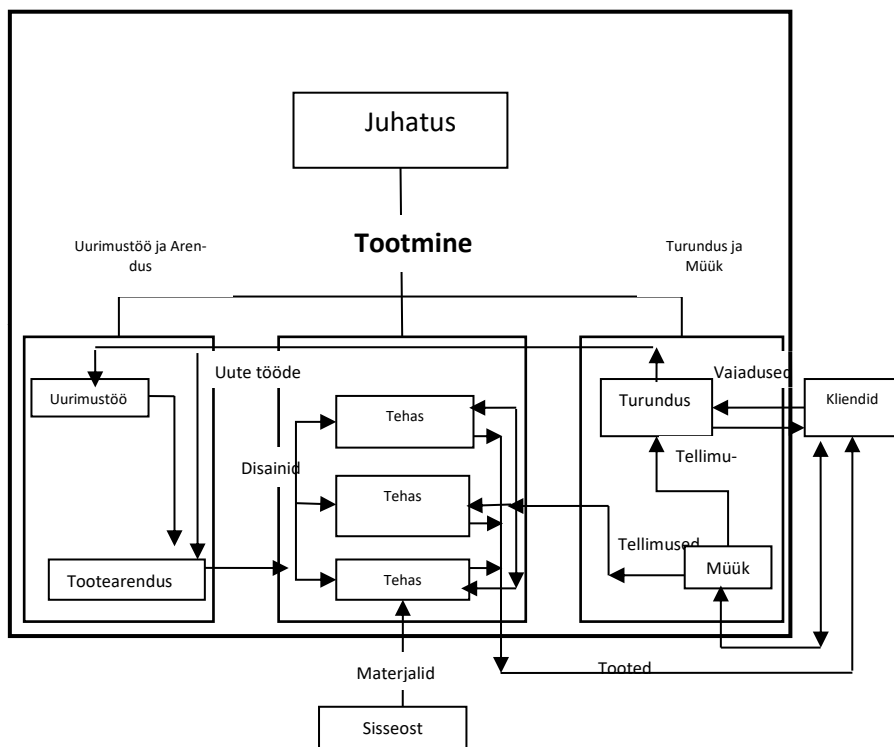 Juhatus
Tootmine
Uurimustöö ja Aren-
dus
Turundus ja
Müük
Uute tööde
Vajadused
Uurimustöö
Tehas
Turundus
Kliendid
Disainid
Tellimu-
Tehas
Tellimused
Tootearendus
Tehas
Müük
Materjalid
Tooted
Sisseost